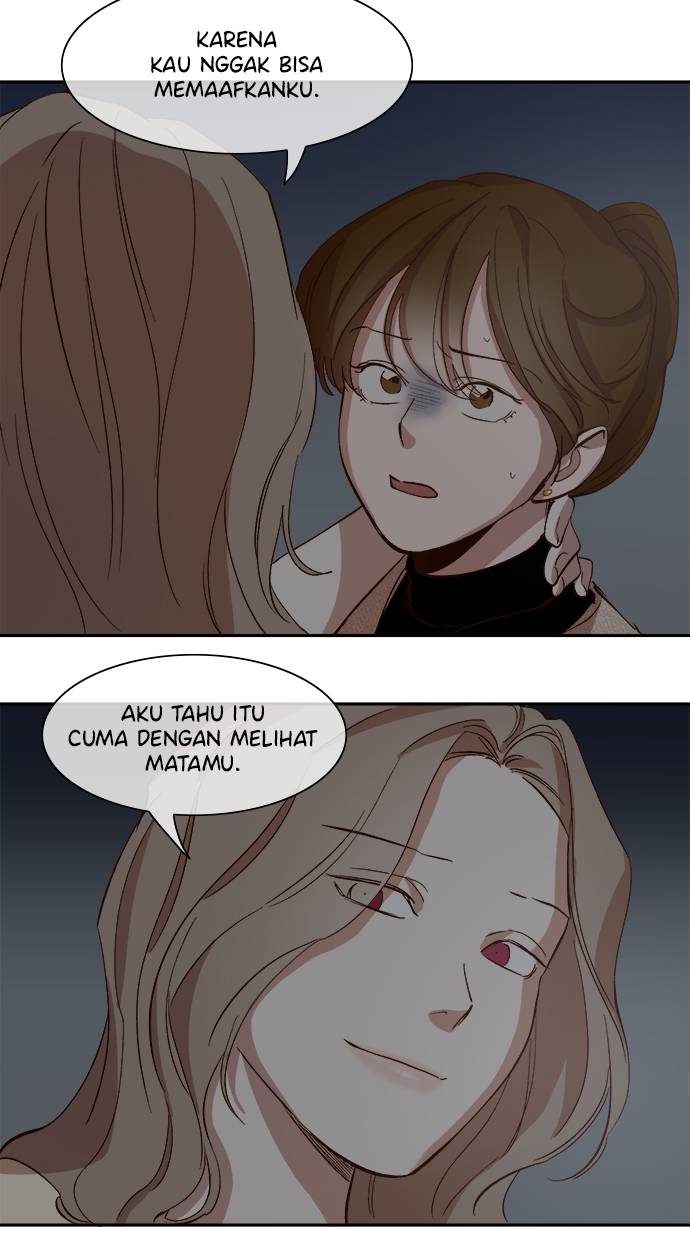 KARENA
KAU NGGAK BISA
MEMAAFKANKU.
AKU TAHU ITU
CUMA DENGAN MELIHAT
MATAMU.